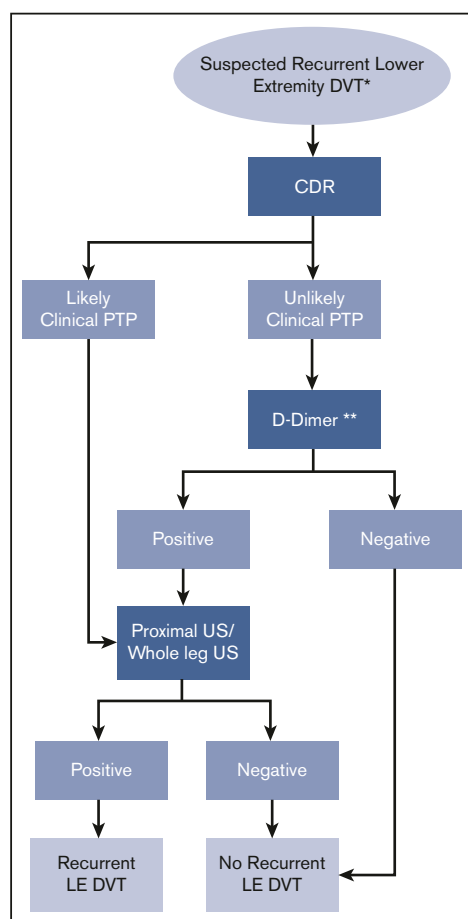 Suspected Recurrent Lower
Extremity DVT*
CDR
Likely
Clinical PTP
Unlikely
Clinical PTP
D-Dimer **
Positive
Negative
Proximal US/
Whole leg US
Positive
Negative
Recurrent
LE DVT
No Recurrent
LE DVT